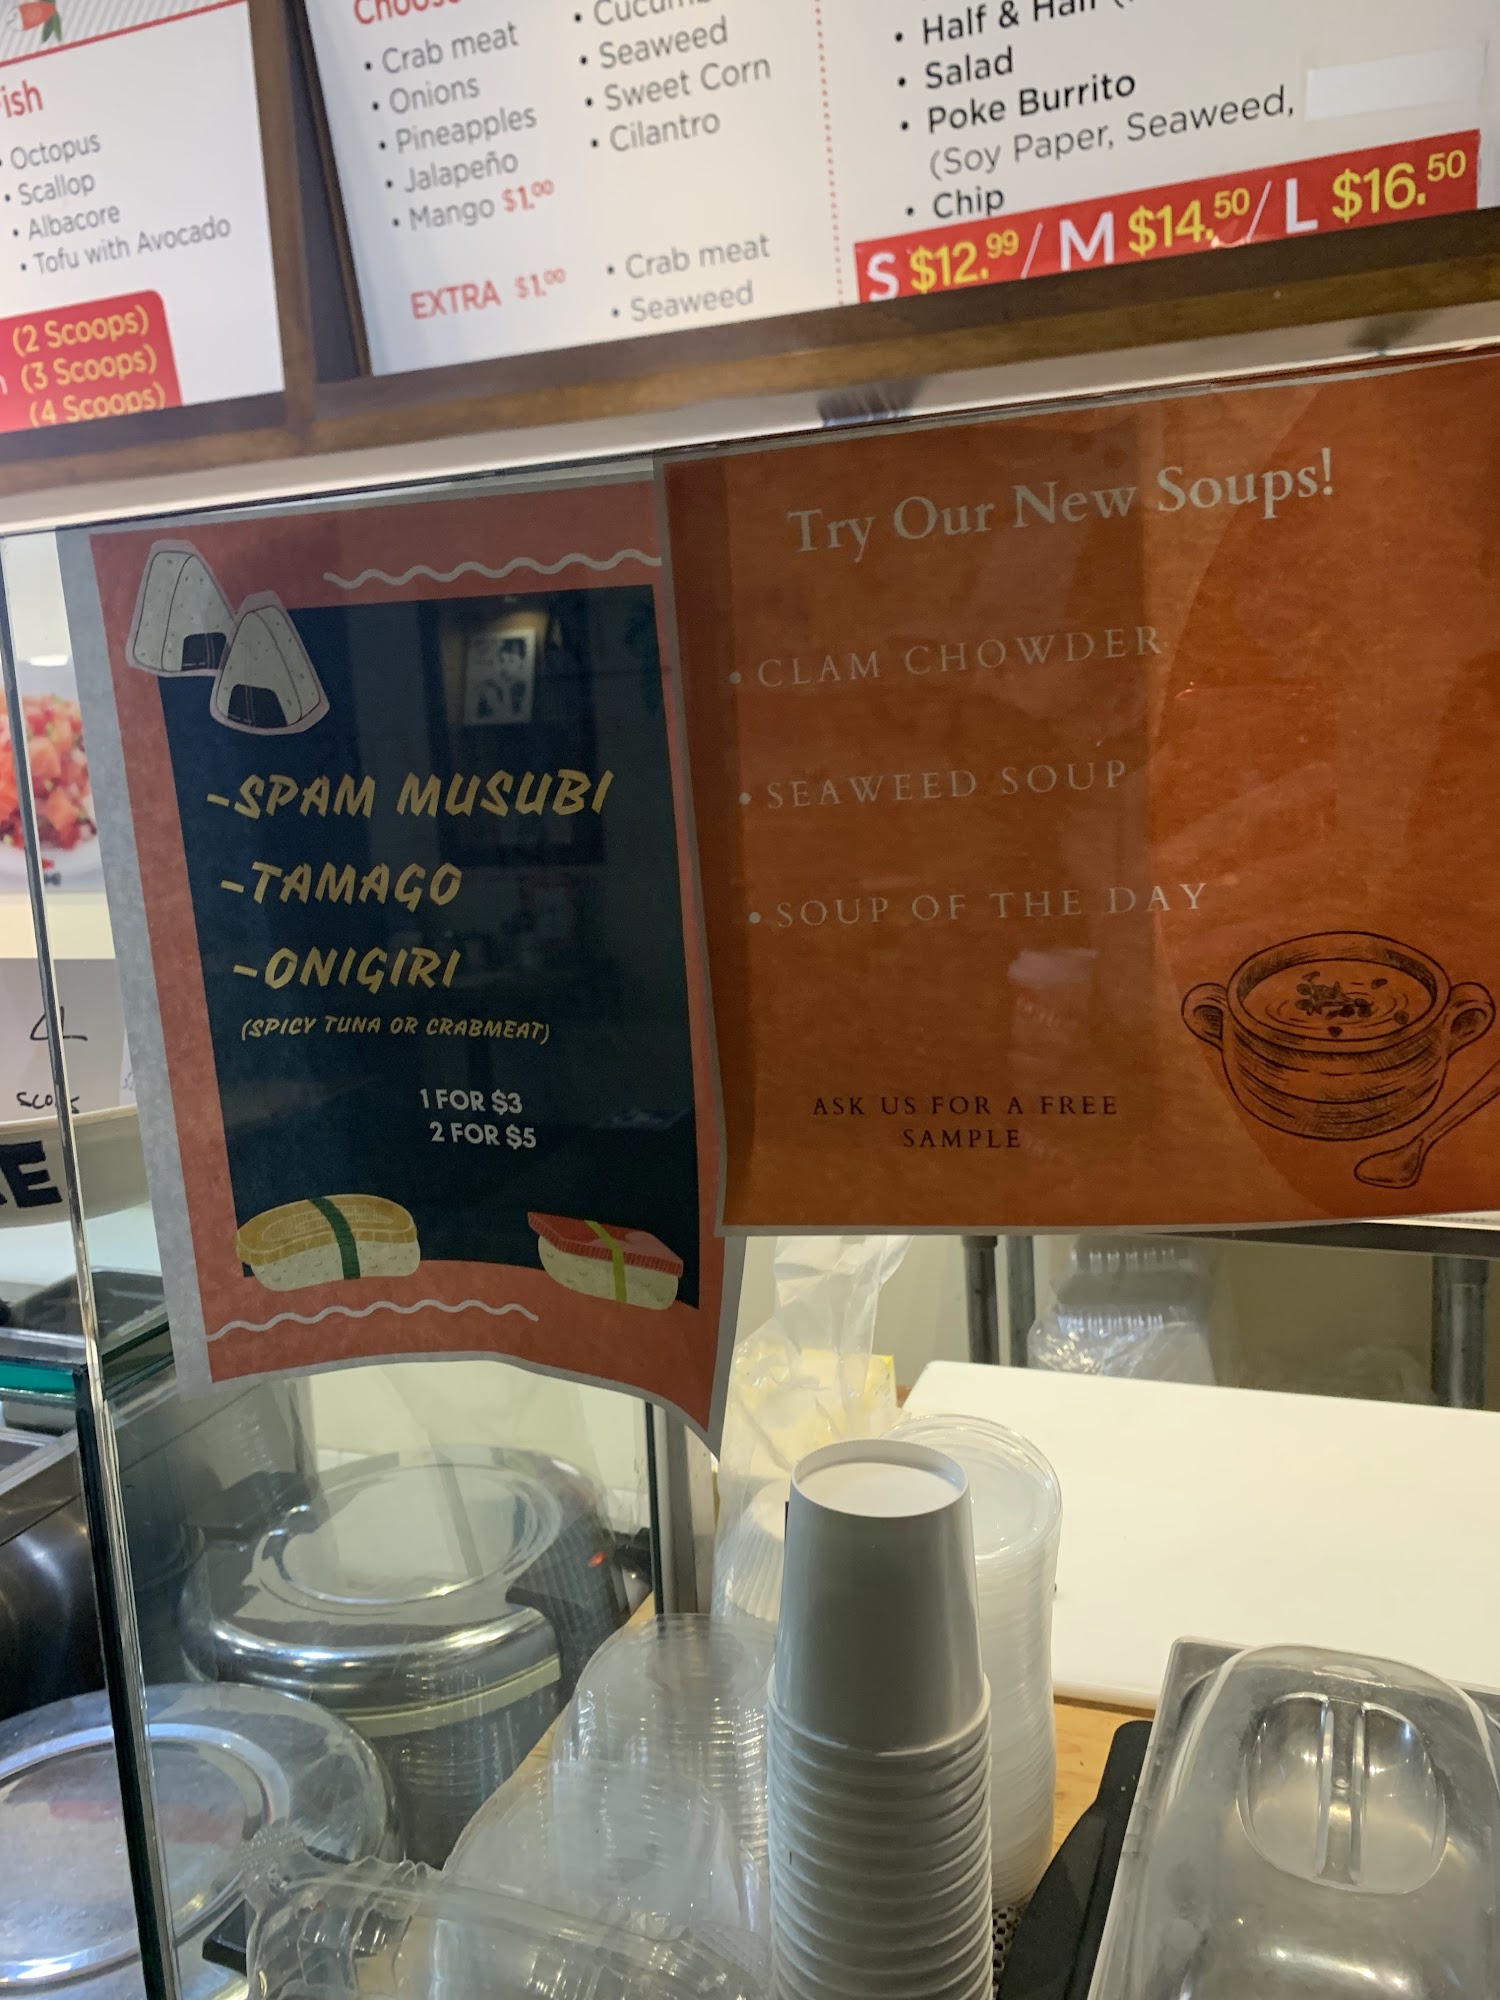 Octopus
• Scallop
• Albacore
• Tofu with Avocado
(2 Scoops)
(3 Scoops)
(4 Scoops)
• Crab meat
• Onions
• Pineapples
• Jalapeño
• Mango $1.00
• Seaweed
• Sweet Corn
• Cilantro
EXTRA $1.00
• Crab meat
• Seaweed
• Half & Half
• Salad
• Poke Burrito
(Soy Paper, Seaweed,
• Chip
S $12.99 / M $14.50 / L $16.50
-SPAM MUSUBI
-TAMAGO
-ONIGIRI
(SPICY TUNA OR CRABMEAT)
1 FOR $3
2 FOR $5
Try Our New Soups!
• CLAM CHOWDER
• SEAWEED SOUP
• SOUP OF THE DAY
ASK US FOR A FREE
SAMPLE